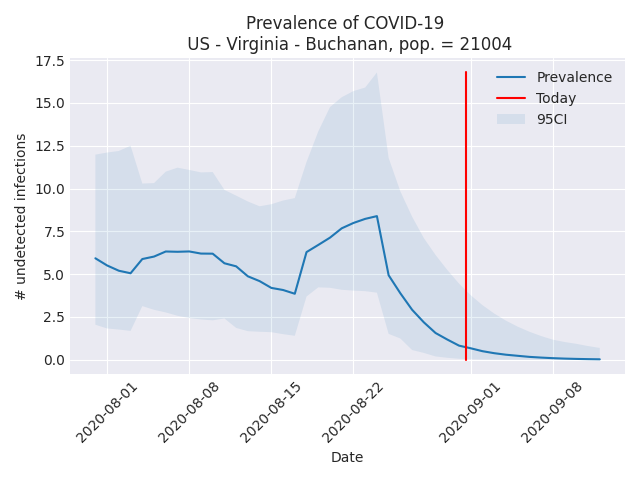 Prevalence of COVID-19
US - Virginia - Buchanan, pop. = 21004
Prevalence
Today
95CI
# undetected infections
17.5
15.0
12.5
10.0
7.5
5.0
2.5
0.0
2020-08-01
2020-08-08
2020-08-15
2020-08-22
2020-09-01
2020-09-08
Date